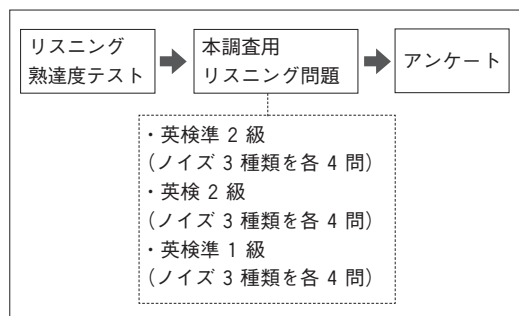 リスニング
熟達度テスト
本調査用
リスニング問題
アンケート
・英検準 2 級
(ノイズ 3 種類を各 4 問)
・英検 2 級
(ノイズ 3 種類を各 4 問)
・英検準 1 級
(ノイズ 3 種類を各 4 問)